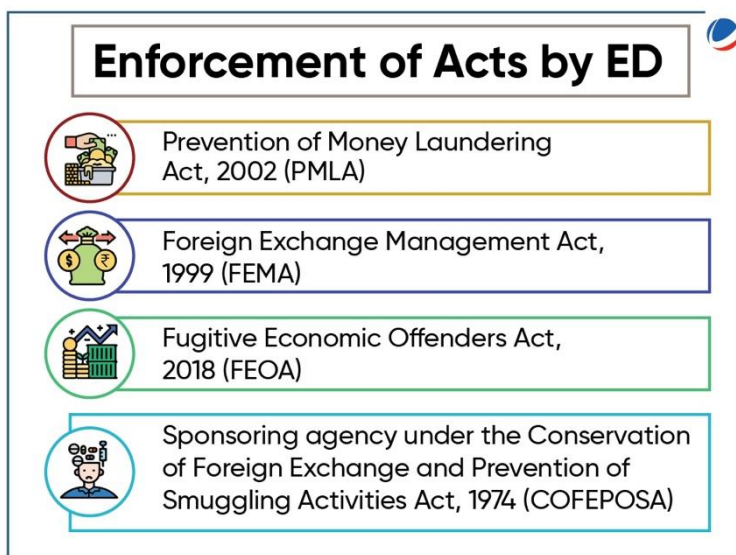 Enforcement of Acts by ED
Prevention of Money Laundering
Act, 2002 (PMLA)
Foreign Exchange Management Act,
1999 (FEMA)
Fugitive Economic Offenders Act,
2018 (FEOA)
Sponsoring agency under the Conservation
of Foreign Exchange and Prevention of
Smuggling Activities Act, 1974 (COFEPOSA)